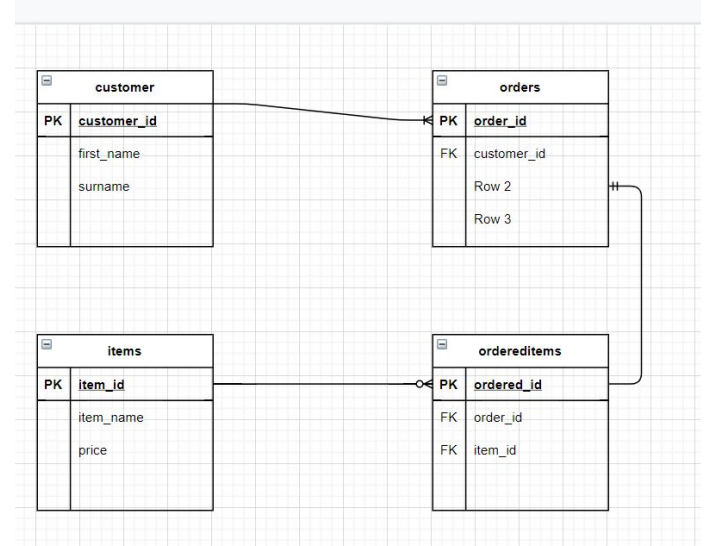 customer
PK customer_id
first_name
surname
orders
PK order_id
FK customer_id
Row 2
Row 3
items
PK item_id
item_name
price
ordereditems
PK ordered_id
FK order_id
FK item_id